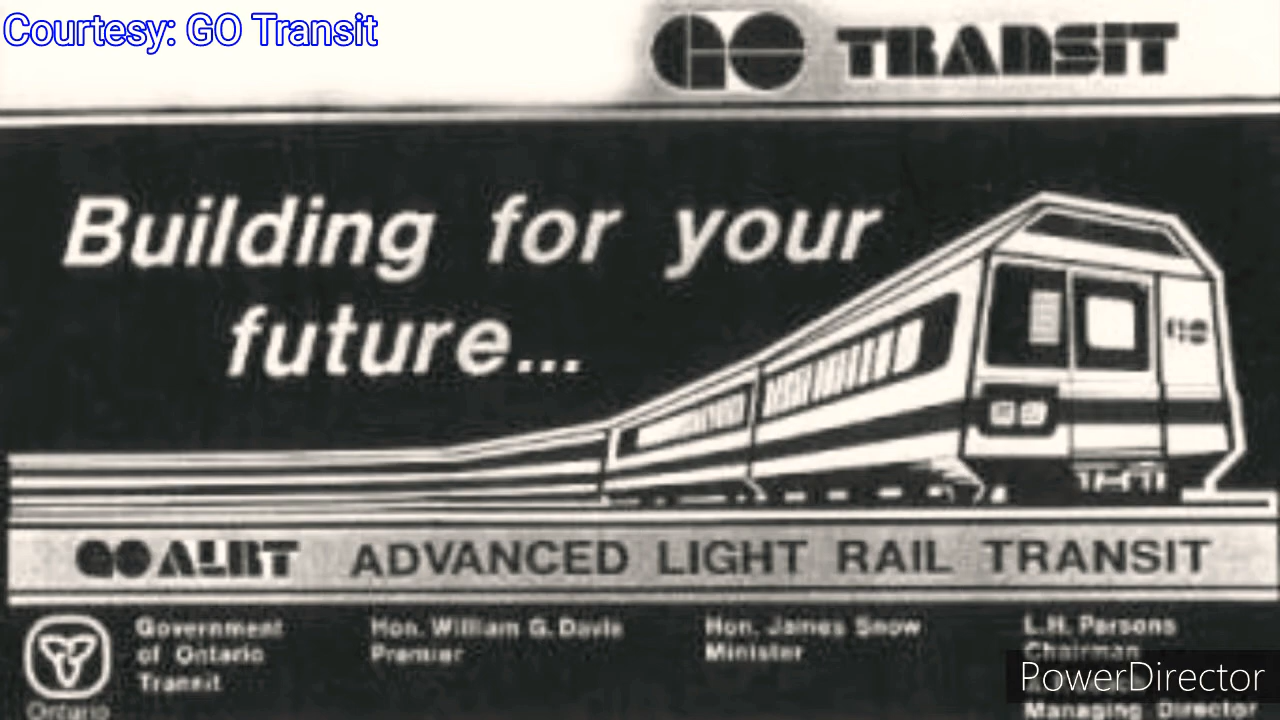 Courtesy: GO Transit
GO TRANSIT
Building for your
future...
GO
GO ALRT ADVANCED LIGHT RAIL TRANSIT
Government
of Ontario
Transit
Ontario
Hon. William G. Davis
Premier
Hon. James Snow
Minister
L.H. Parsons
Chairman
Managing Director
PowerDirector